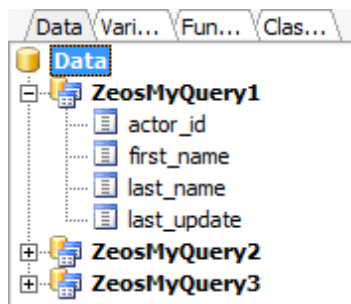 Data Vari... Fun... Clas...
Data
ZeosMyQuery1
actor_id
first_name
last_name
last_update
ZeosMyQuery2
ZeosMyQuery3